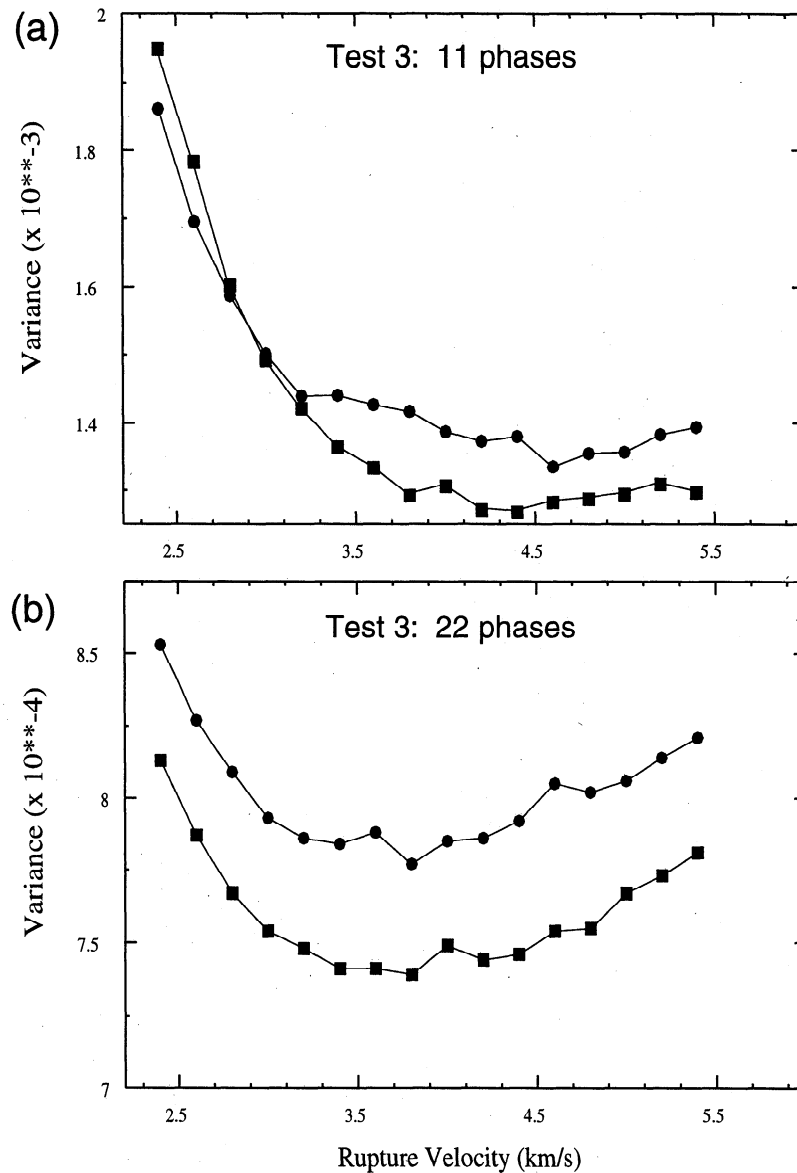 (a)
Test 3: 11 phases
Variance (x 10**-3)
2
1.8
1.6
1.4
2.5 3.5 4.5 5.5
(b)
Test 3: 22 phases
Variance (x 10**-4)
8.5
8
7.5
7
2.5 3.5 4.5 5.5
Rupture Velocity (km/s)